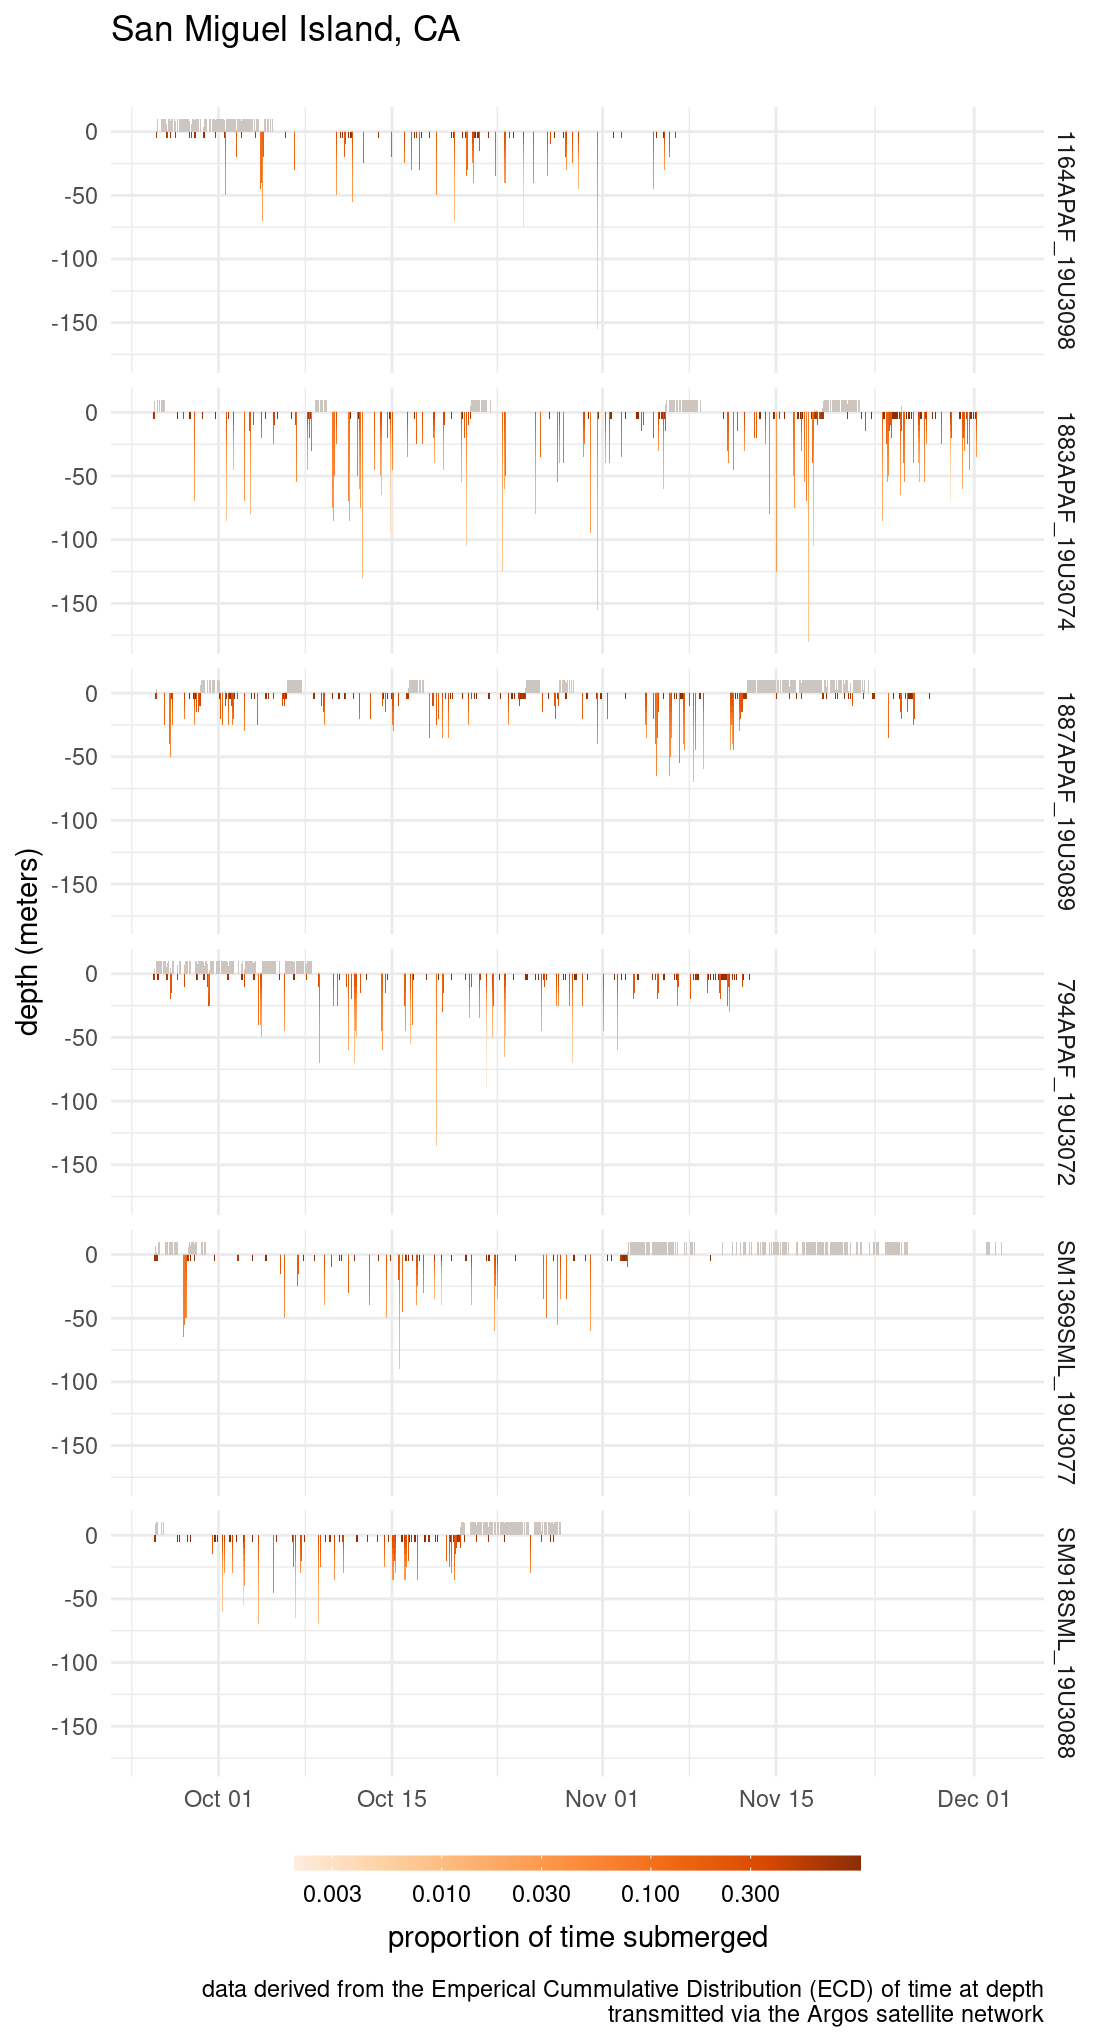 San Miguel Island, CA
0
-50
-100
-150
1164APAF_19U3098
0
-50
-100
-150
1883APAF_19U3074
0
-50
-100
-150
1887APAF_19U3089
depth (meters)
0
-50
-100
-150
794APAF_19U3072
0
-50
-100
-150
SM1369SML_19U3077
0
-50
-100
-150
SM918SML_19U3088
Oct 01 Oct 15 Nov 01 Nov 15 Dec 01
0.003 0.010 0.030 0.100 0.300
proportion of time submerged
data derived from the Emperical Cummulative Distribution (ECD) of time at depth
transmitted via the Argos satellite network